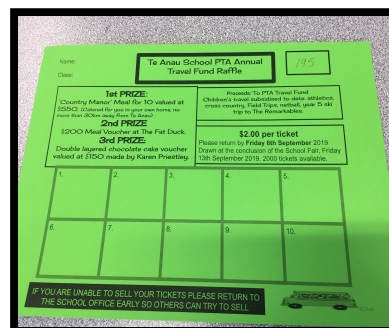 Name:
Class:
Te Anau School PTA Annual
Travel Fund Raffle
195
1st PRIZE:
'Country Manor' Meal for 10 valued at
$550. (Catered for you in your own home, no
more than 30km away from Te Anau)
2nd PRIZE
$200 Meal Voucher at The Fat Duck.
3rd PRIZE:
Double layered chocolate cake voucher
valued at $150 made by Karen Priestley.
Proceeds: To PTA Travel Fund
Children's travel subsidised to data athletics,
cross country, Field Trips, netball, year 5 ski
trip to The Remarkables.
$2.00 per ticket
Please return by Friday 6th September 2019
Drawn at the conclusion of the School Fair, Friday
13th September 2019. 2000 tickets available.
1.
2.
3.
4.
5.
6.
7.
8.
9.
10.
IF YOU ARE UNABLE TO SELL YOUR TICKETS PLEASE RETURN TO
THE SCHOOL OFFICE EARLY SO OTHERS CAN TRY TO SELL